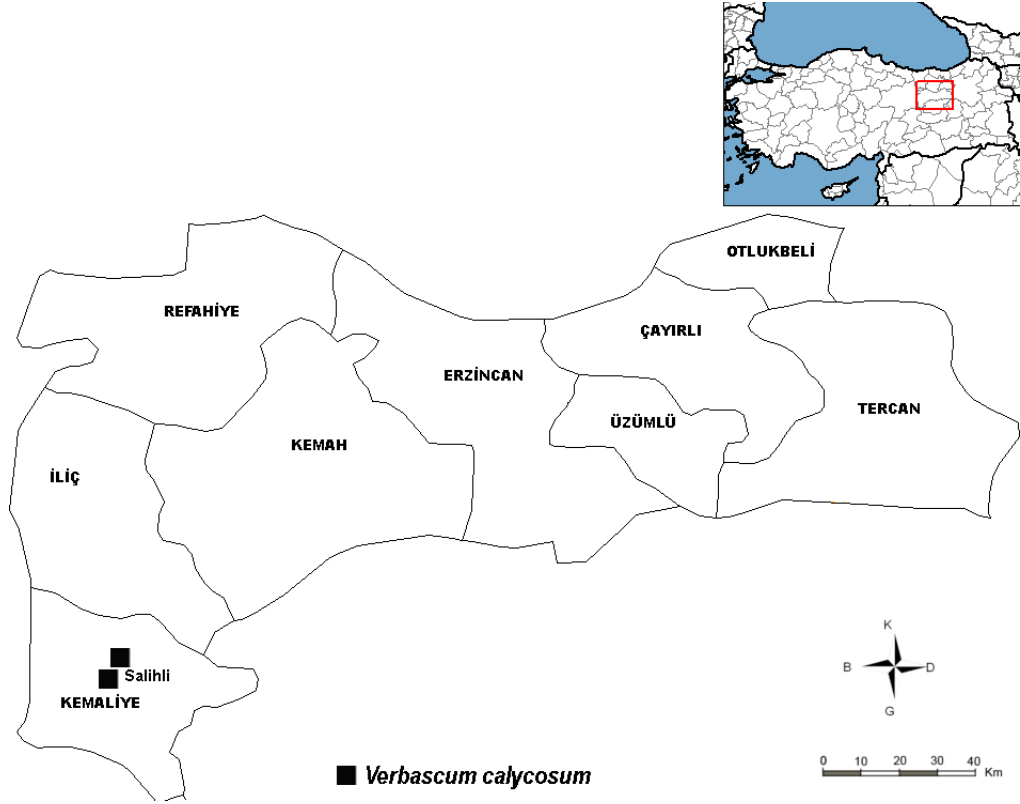 OTLUKBELİ
REFAHİYE
ÇAYIRLI
ERZİNCAN
TERCAN
ÜZÜMLÜ
KEMAH
İLİÇ
Salihli
KEMALİYE
K
B
D
G
Verbascum calycosum
0 10 20 30 40
Km